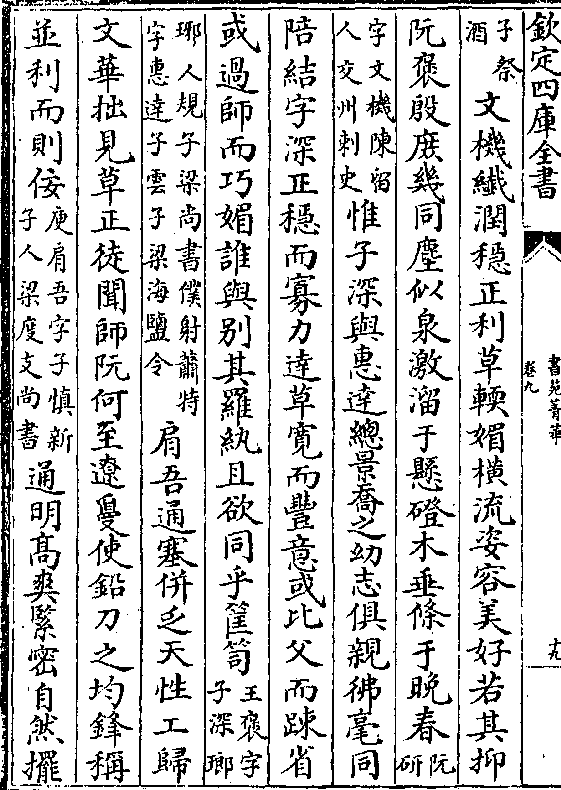 欽定四庫全書
書苑菁華
卷九
十九
子祭
酒
文機纖潤穩正利草輭媚横流姿容美好若其抑
阮褒殷庻幾同塵似泉激溜于懸磴木垂條于晚春
阮
研
字文機陳留
人交州刺史
惟子深與惠達總景喬之幼志俱親彿毫同
陪結字深正穩而寡力達草寛而豐意或比父而踈省
或過師而巧媚誰與别其羅紈且欲同乎筐笥
王褒字
子深瑯
琊人規子梁尚書僕射蕭特
字惠達子雲子梁海鹽令
肩吾通塞併乏天性工歸
文華拙見草正徒聞師阮何至遼夐使鉛刀之均鋒稱
並利而則佞
庾肩吾字子慎新
子人梁度支尚書
通明髙爽緊密自然擺